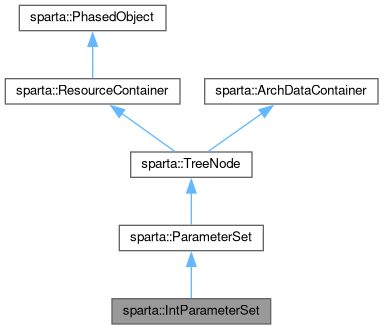 sparta::PhasedObject
sparta::ResourceContainer
sparta::ArchDataContainer
sparta::TreeNode
sparta::ParameterSet
sparta::IntParameterSet